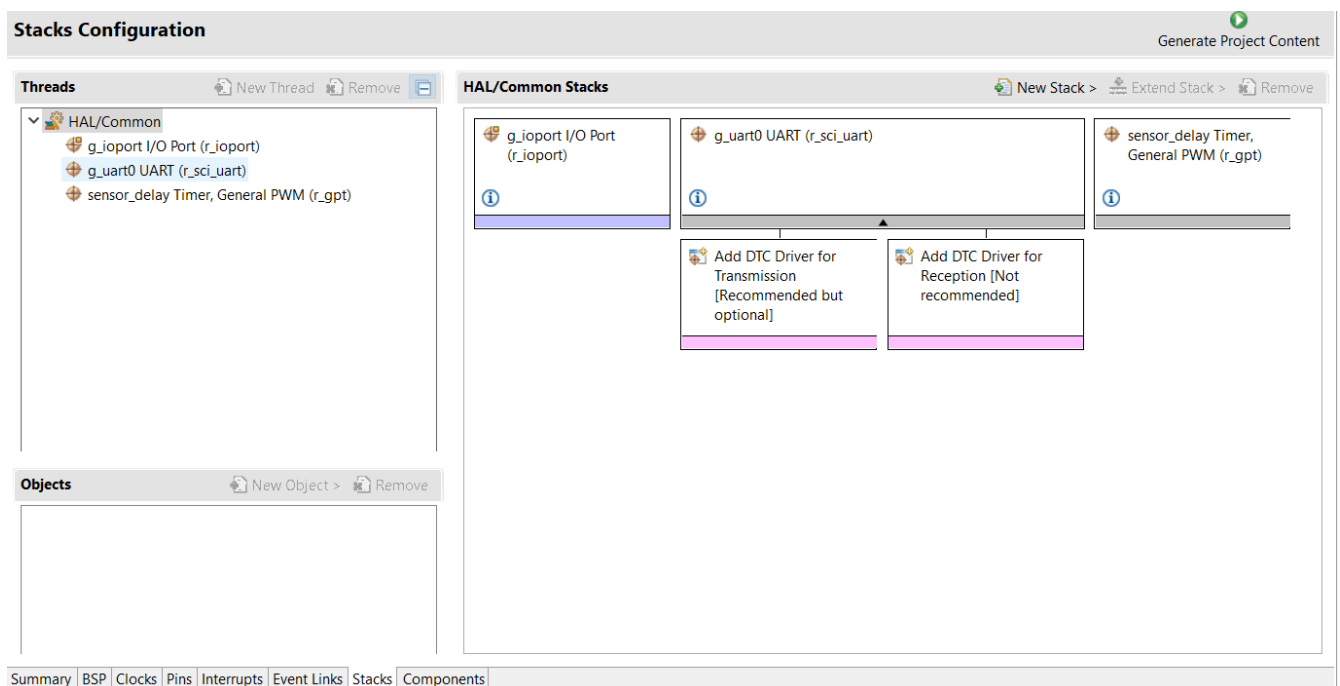 Stacks Configuration
Generate Project Content
Threads
New Thread
Remove
HAL/Common
g_ioport I/O Port (r_ioport)
g_uart0 UART (r_sci_uart)
sensor_delay Timer, General PWM (r_gpt)
Objects
New Object >
Remove
HAL/Common Stacks
New Stack >
Extend Stack >
Remove
g_ioport I/O Port
(r_ioport)
g_uart0 UART (r_sci_uart)
sensor_delay Timer,
General PWM (r_gpt)
Add DTC Driver for
Transmission
[Recommended but
optional]
Add DTC Driver for
Reception [Not
recommended]
Summary BSP Clocks Pins Interrupts Event Links Stacks Components